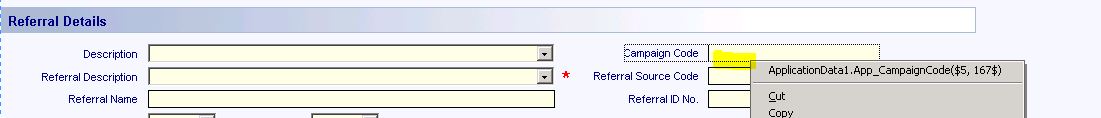 Referral Details
Description
Campaign Code
ApplicationData1.App_CampaignCode($5, 167$)
Referral Description
*
Referral Source Code
Cut
Referral Name
Referral ID No.
Copy